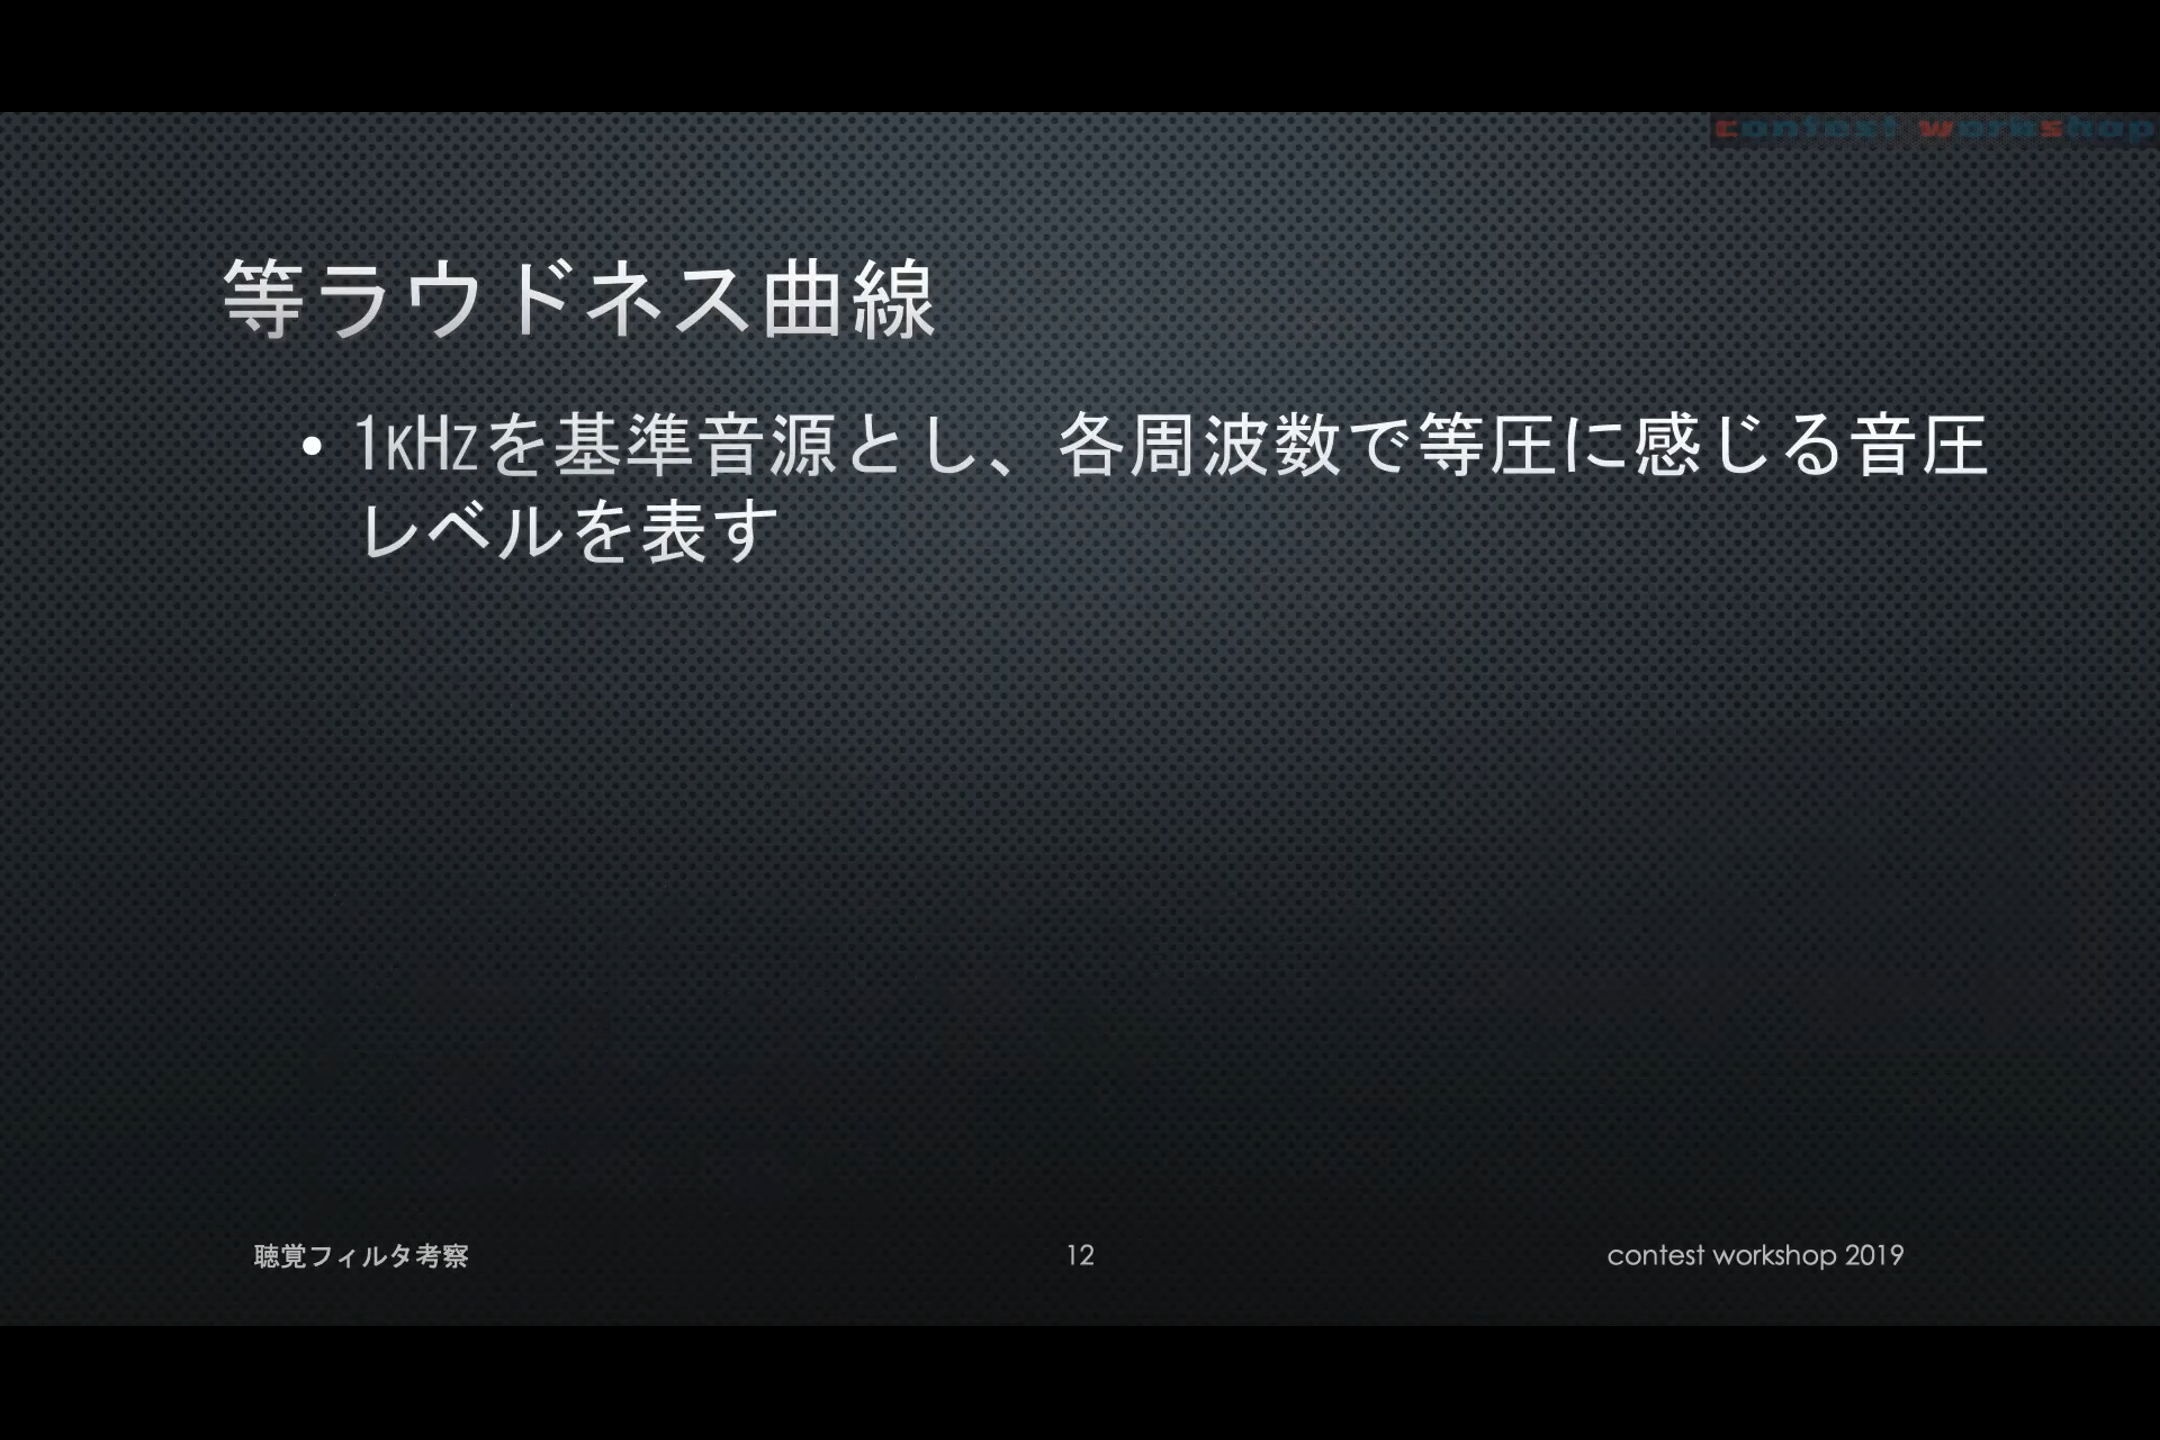 contest workshop
等ラウドネス曲線
• 1kHzを基準音源とし、各周波数で等圧に感じる音圧
レベルを表す
聴覚フィルタ考察
12
contest workshop 2019